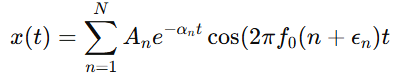 x(t) = \sum_{n=1}^{N} A_n e^{-\alpha_n t} \cos(2\pi f_0(n + \epsilon_n)t